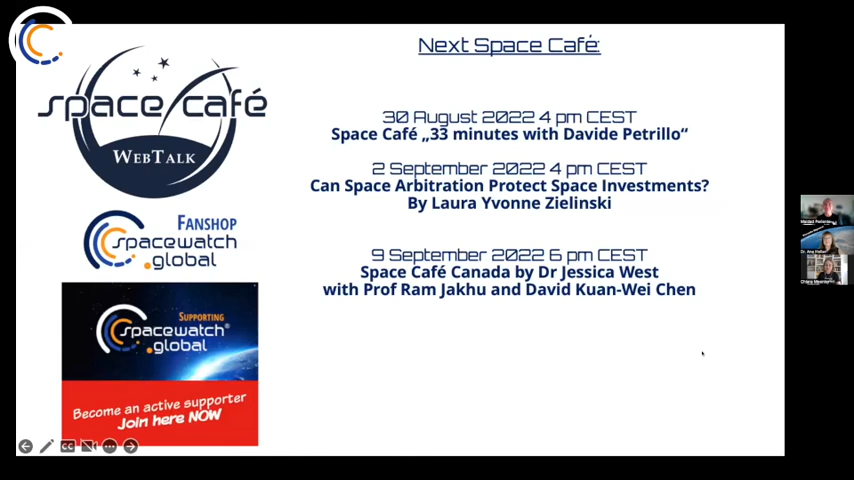 Next Space Café:
space café
WEBTALK
30 August 2022 4 pm CEST
Space Café „33 minutes with Davide Petrillo“
2 September 2022 4 pm CEST
Can Space Arbitration Protect Space Investments?
By Laura Yvonne Zielinski
9 September 2022 6 pm CEST
Space Café Canada by Dr Jessica West
with Prof Ram Jakhu and David Kuan-Wei Chen
FANSHOP
spacewatch
.global
SUPPORTING
spacewatch®
.global
Become an active supporter
Join here NOW
CC